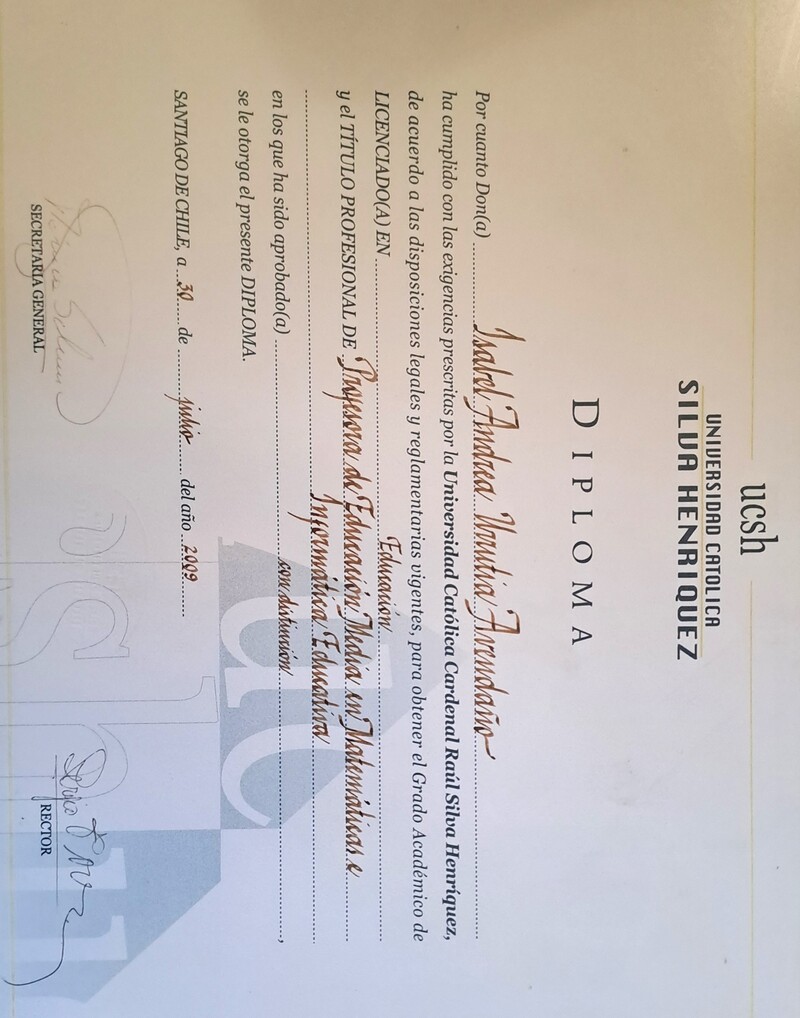 ucsh
UNIVERSIDAD CATOLICA
SILVA HENRIQUEZ
DIPLOMA
Por cuanto Don(a) Isabel Andrea Urrutia Avendaño
ha cumplido con las exigencias prescritas por la Universidad Católica Cardenal Raúl Silva Henríquez,
de acuerdo a las disposiciones legales y reglamentarias vigentes, para obtener el Grado Académico de
LICENCIADO(A) EN Educación
y el TÍTULO PROFESIONAL DE Profesora de Educación Media en Matemáticas e
Informática Educativa
en los que ha sido aprobado(a) con distinción,
se le otorga el presente DIPLOMA.
SANTIAGO DE CHILE, a 30 de julio del año 2009
uc
shu
Sergio
SECRETARIA GENERAL
RECTOR